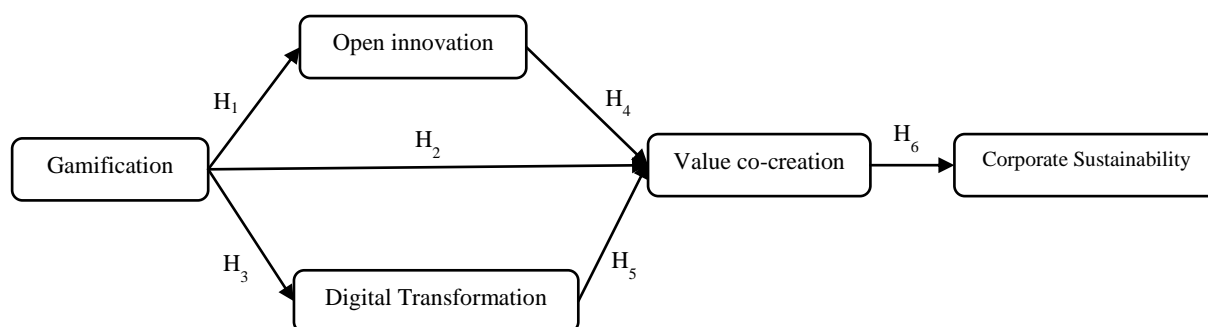 Open innovation
H1
H4
H2
H6
Gamification
Value co-creation
Corporate Sustainability
H3
H5
Digital Transformation